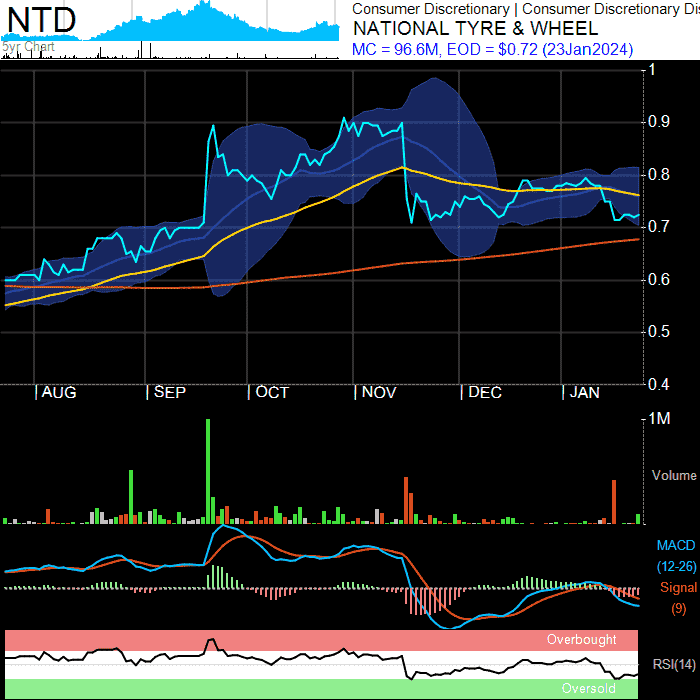 NTD
5yr Chart
Consumer Discretionary | Consumer Discretionary Dis
NATIONAL TYRE & WHEEL
MC = 96.6M, EOD = $0.72 (23Jan2024)
1
0.9
0.8
0.7
0.6
0.5
0.4
| AUG | SEP | OCT | NOV | DEC | JAN
1M
Volume
MACD
(12-26)
Signal
(9)
Overbought
RSI(14)
Oversold